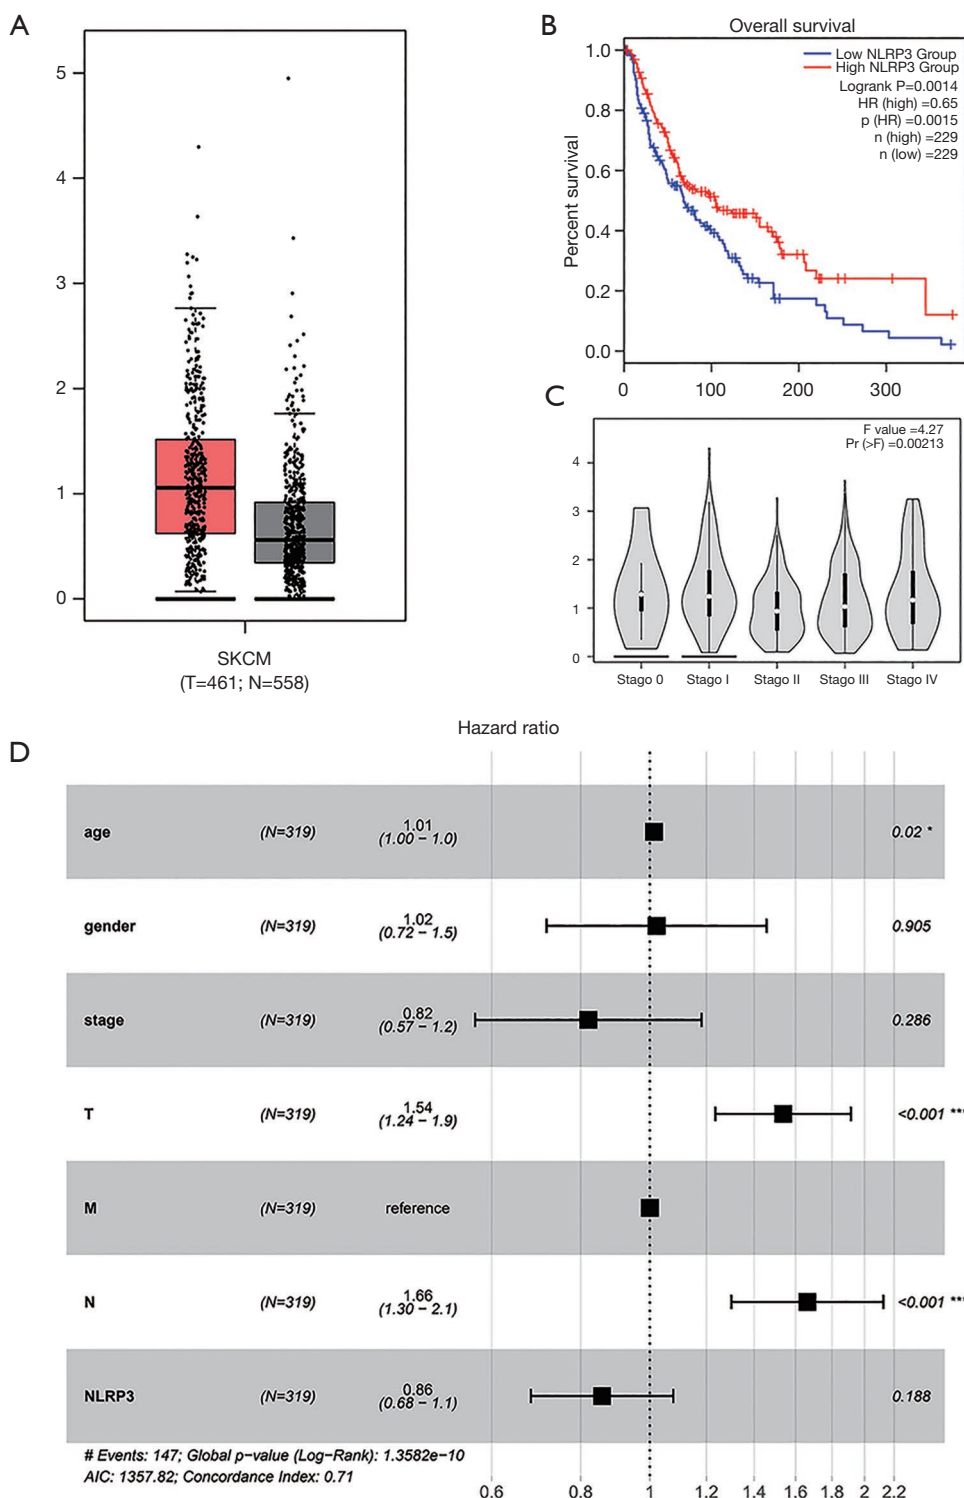 A
5
4
3
2
1
0
SKCM
(T=461; N=558)
B
Overall survival
Low NLRP3 Group
High NLRP3 Group
Logrank P=0.0014
HR (high) =0.65
p (HR) =0.0015
n (high) =229
n (low) =229
Percent survival
1.0
0.8
0.6
0.4
0.2
0.0
0 100 200 300
C
F value =4.27
Pr (>F) =0.00213
4
3
2
1
0
Stago 0 Stago I Stago II Stago III Stago IV
D
Hazard ratio
age (N=319) 1.01 0.02 *
(1.00 – 1.0)
gender (N=319) 1.02 0.905
(0.72 – 1.5)
stage (N=319) 0.82 0.286
(0.57 – 1.2)
T (N=319) 1.54 <0.001 ***
(1.24 – 1.9)
M (N=319) reference
N (N=319) 1.66 <0.001 ***
(1.30 – 2.1)
NLRP3 (N=319) 0.86 0.188
(0.68 – 1.1)
# Events: 147; Global p-value (Log-Rank): 1.3582e-10
AIC: 1357.82; Concordance Index: 0.71
0.6 0.8 1 1.2 1.4 1.6 1.8 2 2.2